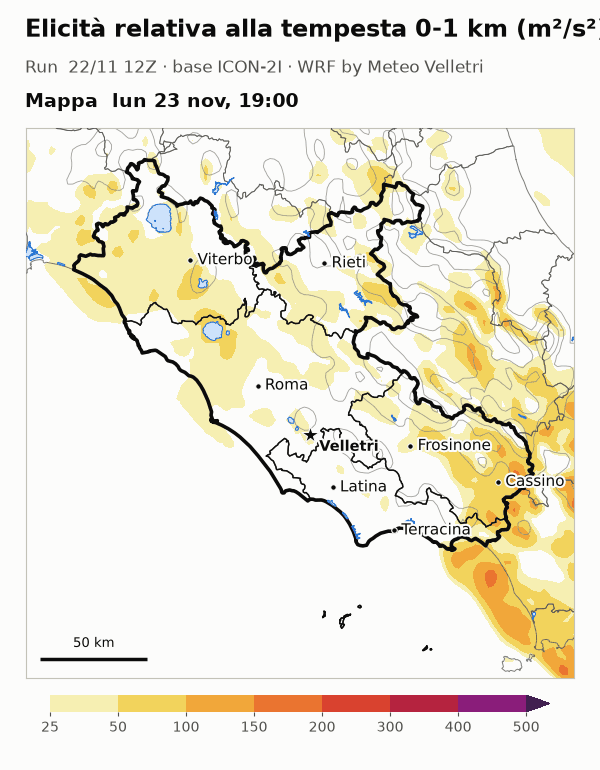 Elicità relativa alla tempesta 0-1 km (m²/s²)
Run 22/11 12Z · base ICON-2I · WRF by Meteo Velletri
Mappa lun 23 nov, 19:00
Viterbo
Rieti
Roma
Velletri
Frosinone
Cassino
Latina
Terracina
50 km
25 50 100 150 200 300 400 500